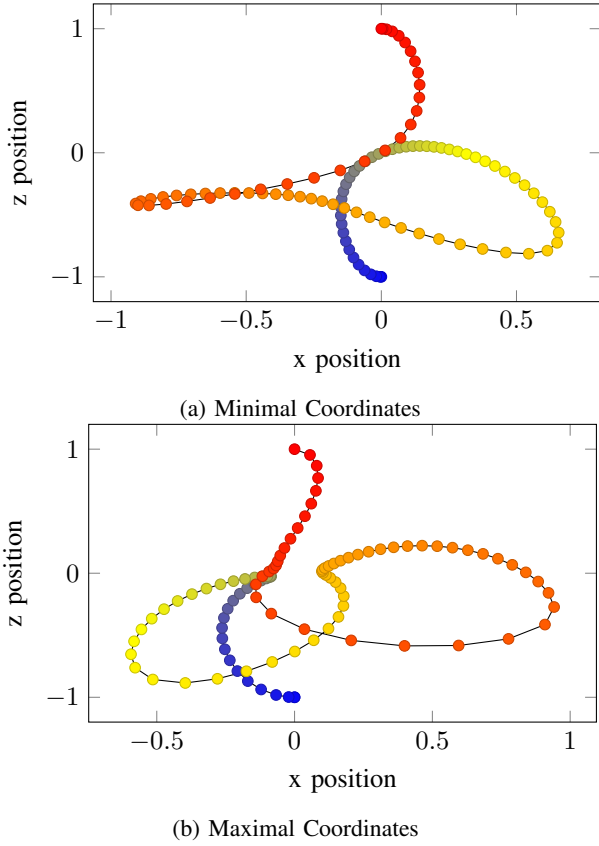 1
0
−1
z position
−1
−0.5
0
0.5
x position
(a) Minimal Coordinates
1
0
−1
z position
−0.5
0
0.5
1
x position
(b) Maximal Coordinates